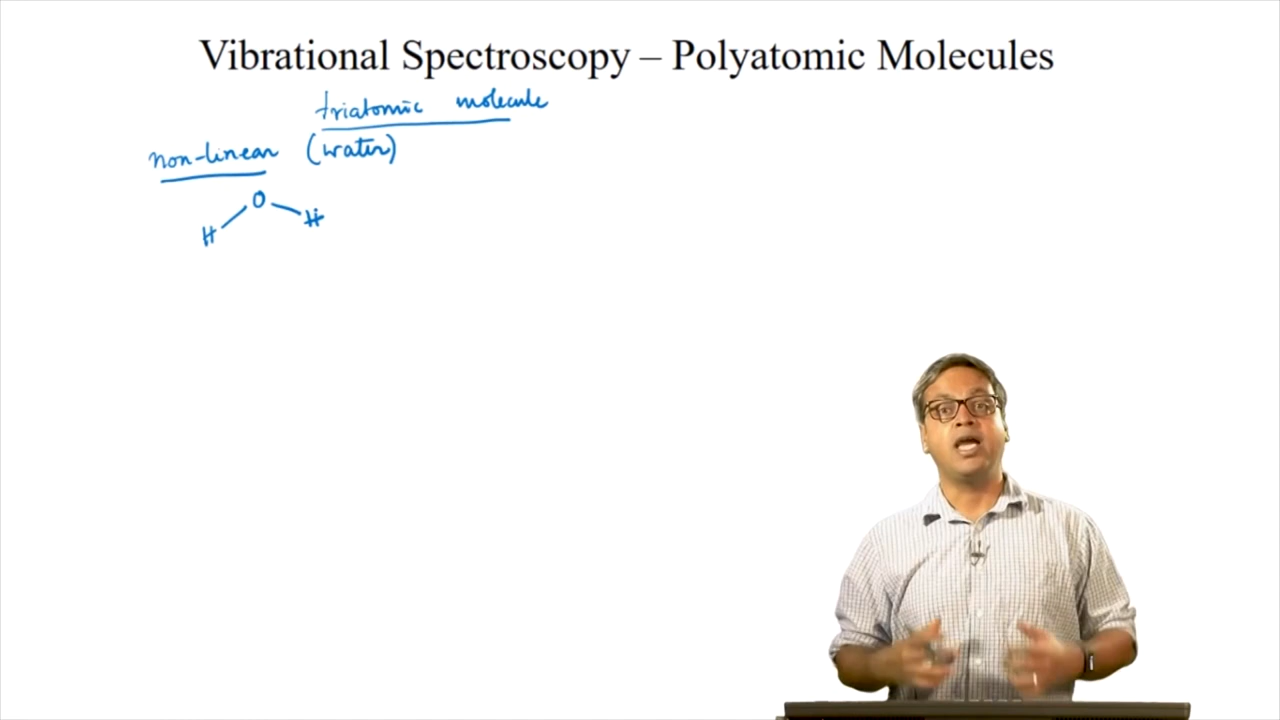 Vibrational Spectroscopy – Polyatomic Molecules
triatomic molecule
non-linear (water)
O
H H